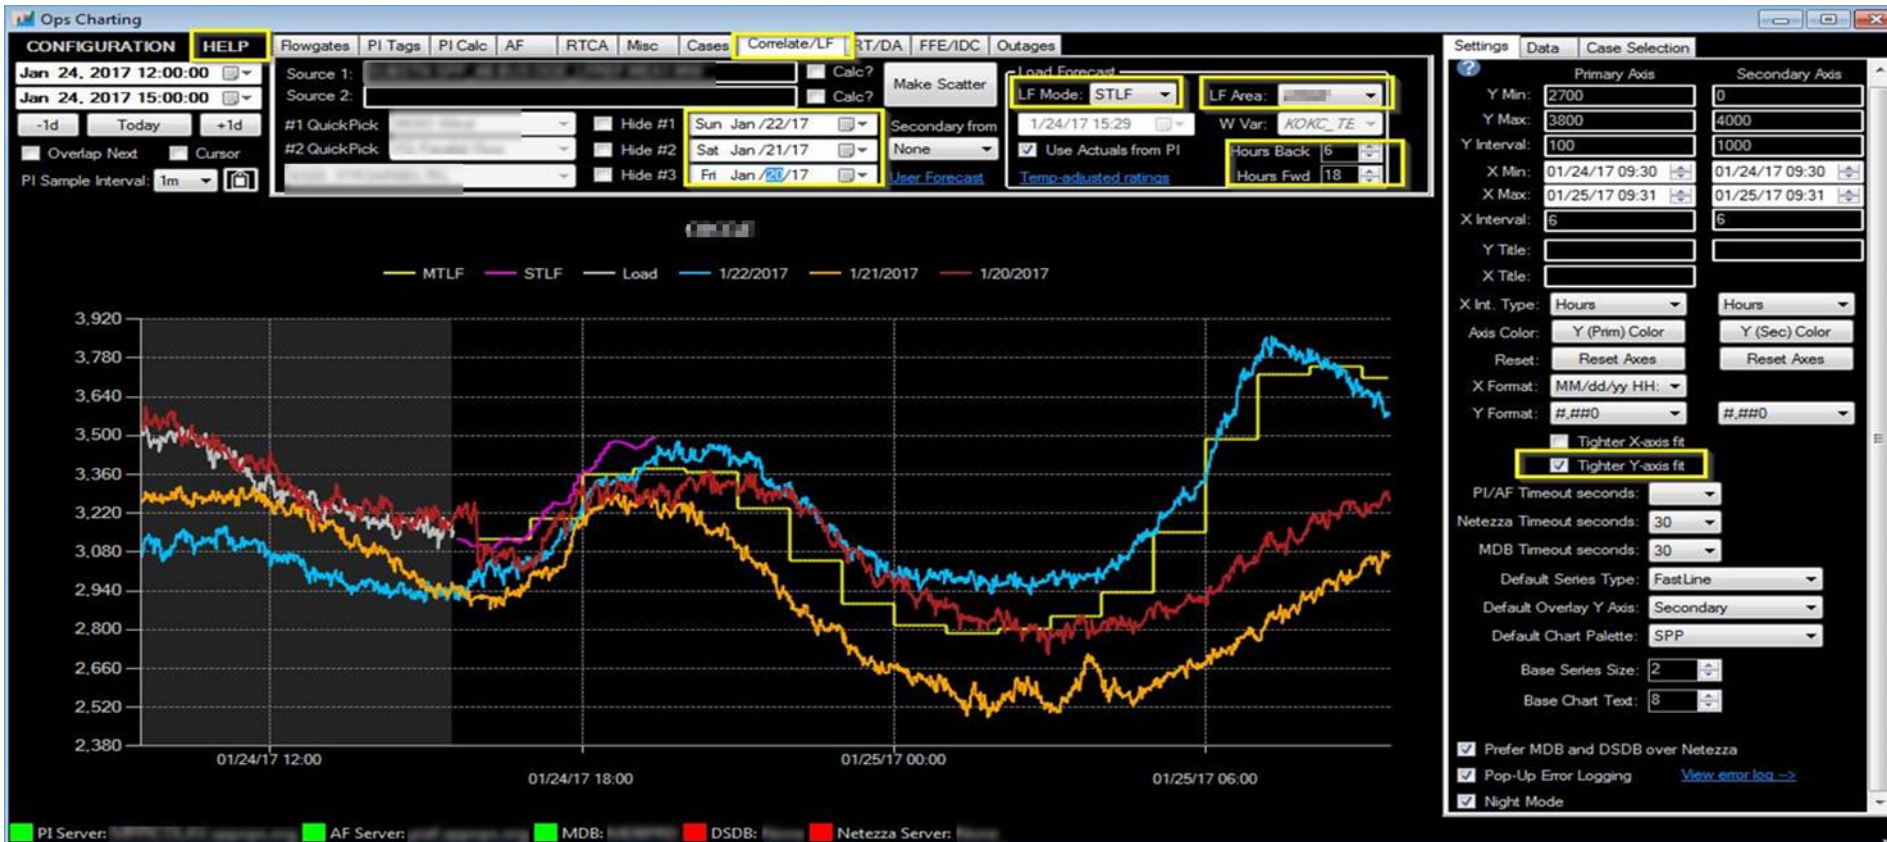 Ops Charting
CONFIGURATION HELP Flowgates PI Tags PI Calc AF RTCA Misc Cases Correlate/LF RT/DA FFE/IDC Outages
Jan 24, 2017 12:00:00
Jan 24, 2017 15:00:00
-1d Today +1d
Overlap Next Cursor
PI Sample Interval: 1m
Source 1: Calc?
Source 2: Calc?
Make Scatter
#1 QuickPick Hide #1 Sun Jan /22/17
#2 QuickPick Hide #2 Sat Jan /21/17
Hide #3 Fri Jan /20/17
Secondary from
None
User Forecast
Load Forecast
LF Mode: STLF LF Area:
1/24/17 15:29 W Var: KOKC_TE
Use Actuals from PI Hours Back 6
Temp-adjusted ratings Hours Fwd 18
MTLF STLF Load 1/22/2017 1/21/2017 1/20/2017
3,920
3,780
3,640
3,500
3,360
3,220
3,080
2,940
2,800
2,660
2,520
2,380
01/24/17 12:00
01/24/17 18:00
01/25/17 00:00
01/25/17 06:00
PI Server: AF Server: MDB: DSDB: Netezza Server:
Settings Data Case Selection
Primary Axis Secondary Axis
Y Min: 2700 0
Y Max: 3800 4000
Y Interval: 100 1000
X Min: 01/24/17 09:30 01/24/17 09:30
X Max: 01/25/17 09:31 01/25/17 09:31
X Interval: 6 6
Y Title:
X Title:
X Int. Type: Hours Hours
Axis Color: Y (Prim) Color Y (Sec) Color
Reset: Reset Axes Reset Axes
X Format: MM/dd/yy HH:
Y Format: #,##0 #,##0
Tighter X-axis fit
Tighter Y-axis fit
PI/AF Timeout seconds:
Netezza Timeout seconds: 30
MDB Timeout seconds: 30
Default Series Type: FastLine
Default Overlay Y Axis: Secondary
Default Chart Palette: SPP
Base Series Size: 2
Base Chart Text: 8
Prefer MDB and DSDB over Netezza
Pop-Up Error Logging View error log -->
Night Mode